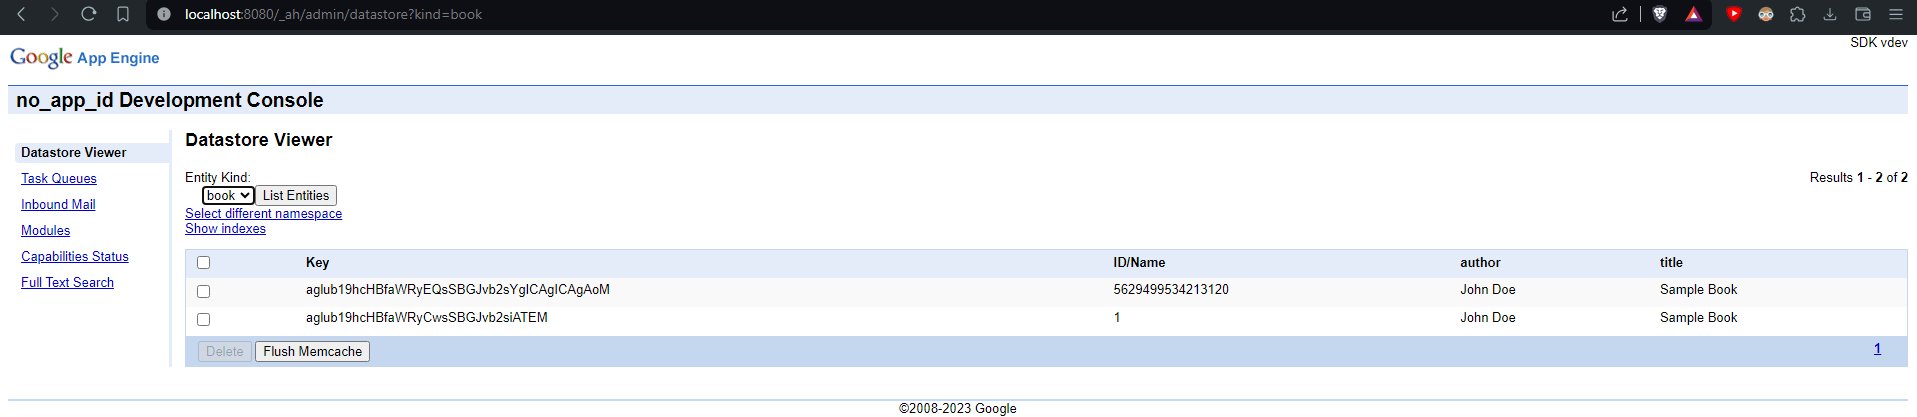 localhost:8080/_ah/admin/datastore?kind=book
SDK vdev
Google App Engine
no_app_id Development Console
Datastore Viewer
Task Queues
Inbound Mail
Modules
Capabilities Status
Full Text Search
Datastore Viewer
Entity Kind:
Results 1 - 2 of 2
book List Entities
Select different namespace
Show indexes
Key ID/Name author title
aglub19hcHBfaWRyEQsSBGJvb2sYgICAgICAgAoM 5629499534213120 John Doe Sample Book
aglub19hcHBfaWRyCwsSBGJvb2siATEM 1 John Doe Sample Book
Delete Flush Memcache 1
©2008-2023 Google